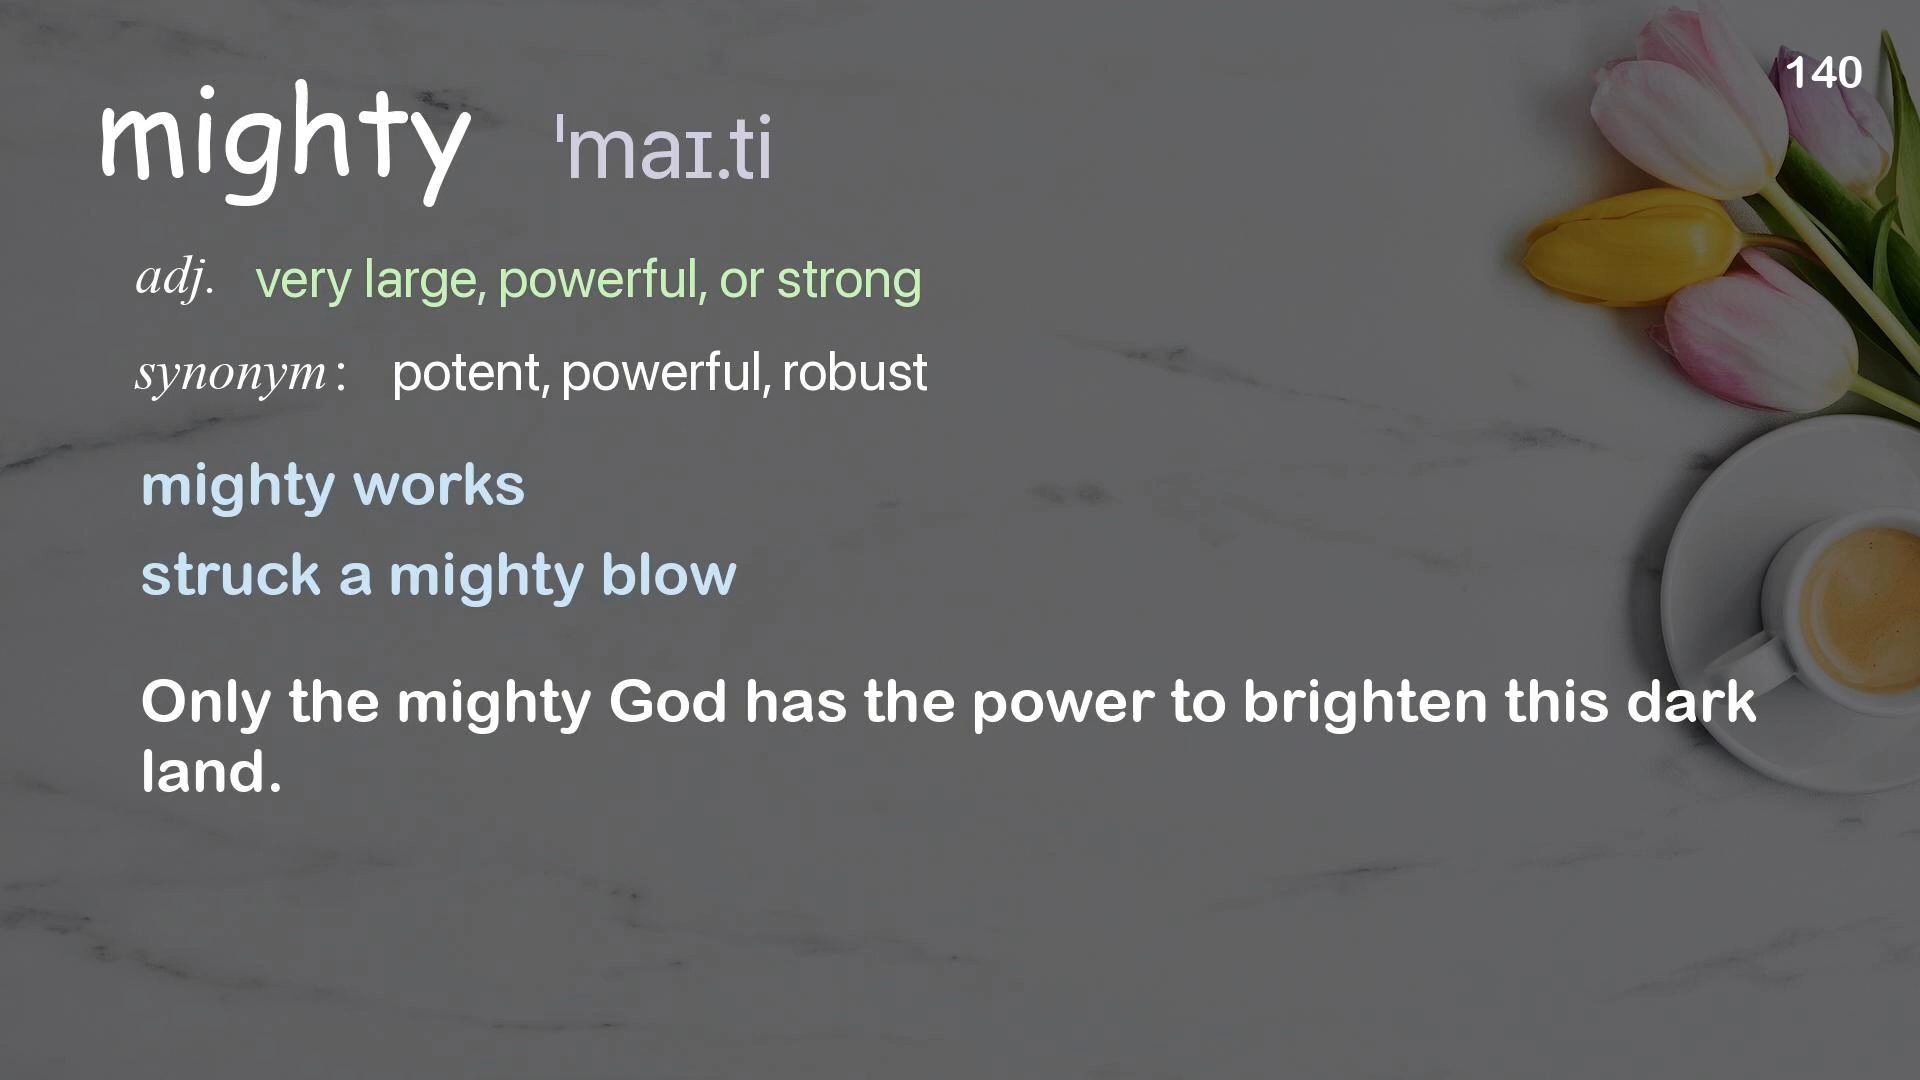 140
mighty ˈmaɪ.ti
adj. very large, powerful, or strong
synonym : potent, powerful, robust
mighty works
struck a mighty blow
Only the mighty God has the power to brighten this dark
land.